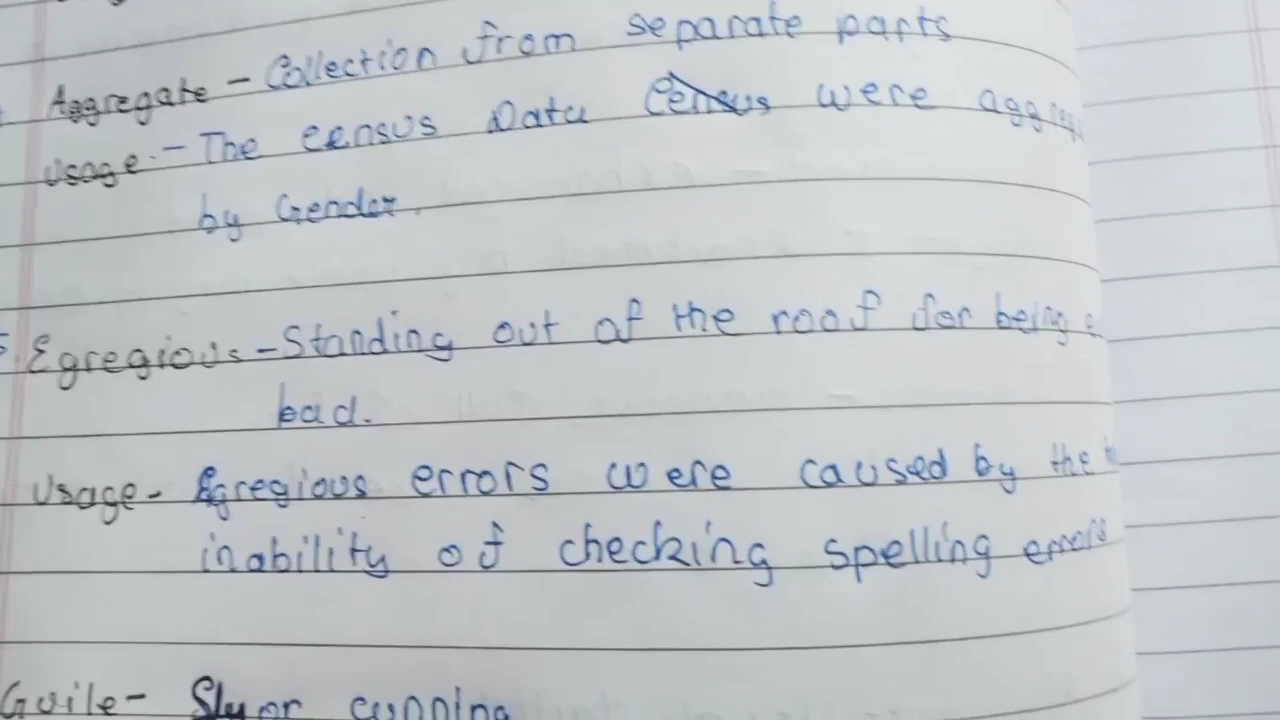 Aggregate - Collection from separate parts
Usage - The census Data Census were
by Gender.
Egregious - Standing out of the roof for being
bad.
Usage - Egregious errors were caused by the
inability of checking spelling errors
Guile - Sly or cunning